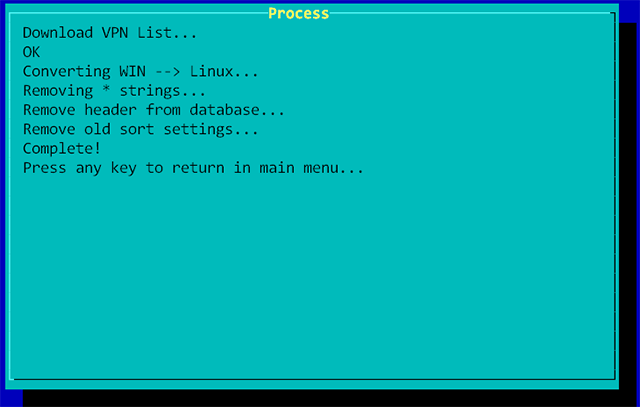 Process
Download VPN List...
OK
Converting WIN --> Linux...
Removing * strings...
Remove header from database...
Remove old sort settings...
Complete!
Press any key to return in main menu...